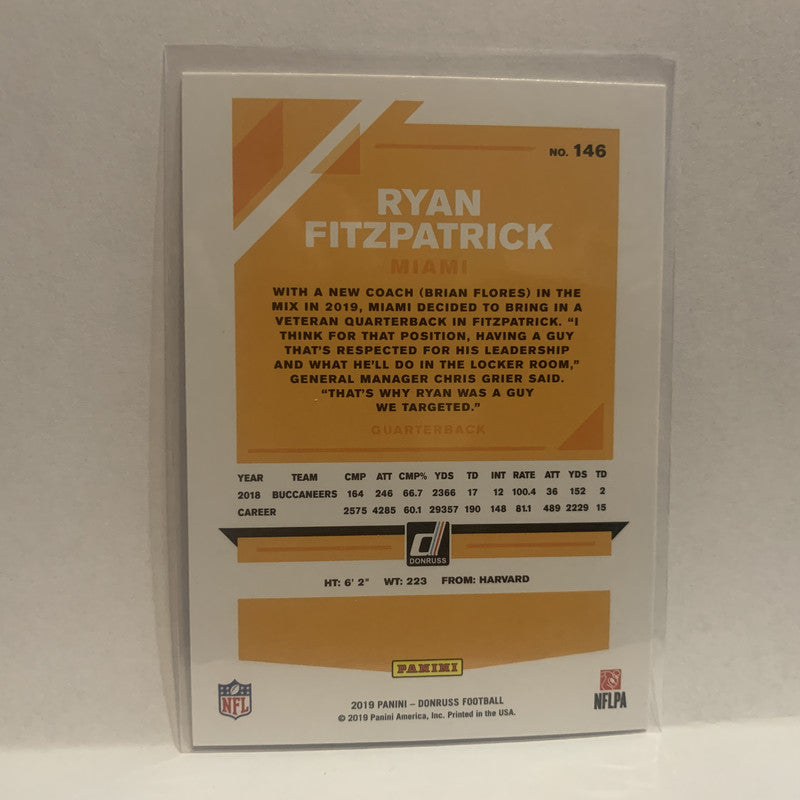 NO. 146
RYAN
FITZPATRICK
MIAMI
WITH A NEW COACH (BRIAN FLORES) IN THE
MIX IN 2019, MIAMI DECIDED TO BRING IN A
VETERAN QUARTERBACK IN FITZPATRICK. “I
THINK FOR THAT POSITION, HAVING A GUY
THAT’S RESPECTED FOR HIS LEADERSHIP
AND WHAT HE’LL DO IN THE LOCKER ROOM,”
GENERAL MANAGER CHRIS GRIER SAID.
“THAT’S WHY RYAN WAS A GUY
WE TARGETED.”
QUARTERBACK
YEAR TEAM CMP ATT CMP% YDS TD INT RATE ATT YDS TD
2018 BUCCANEERS 164 246 66.7 2366 17 12 100.4 36 152 2
CAREER 2575 4285 60.1 29357 190 148 81.1 489 2229 15
d
DONRUSS
HT: 6' 2" WT: 223 FROM: HARVARD
PANINI
NFL
2019 PANINI – DONRUSS FOOTBALL
© 2019 Panini America, Inc. Printed in the USA.
NFLPA